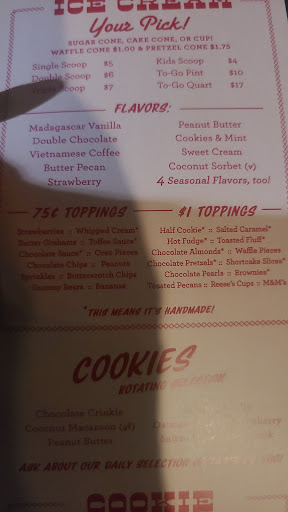 ICE CREAM
Your Pick!
SUGAR CONE, CAKE CONE, OR CUP!
WAFFLE CONE $1.00 & PRETZEL CONE $1.75
Single Scoop $5
Double Scoop $6
Triple Scoop $7
Kids Scoop $4
To-Go Pint $10
To-Go Quart $17
FLAVORS:
Madagascar Vanilla
Double Chocolate
Vietnamese Coffee
Butter Pecan
Strawberry
Peanut Butter
Cookies & Mint
Sweet Cream
Coconut Sorbet (v)
4 Seasonal Flavors, too!
75¢ TOPPINGS
Strawberries :: Whipped Cream*
Butter Grahams :: Toffee Sauce*
Chocolate Sauce* :: Oreo Pieces
Chocolate Chips :: Peanuts
Sprinkles :: Butterscotch Chips
Gummy Bears :: Bananas
$1 TOPPINGS
Half Cookie* :: Salted Caramel*
Hot Fudge* :: Toasted Fluff*
Chocolate Almonds* :: Waffle Pieces
Chocolate Pretzels* :: Shortcake Slices*
Chocolate Pearls :: Brownies*
Toasted Pecans :: Reese's Cups :: M&M's
*THIS MEANS IT'S HANDMADE!
COOKIES
ROTATING SELECTION
Chocolate Crinkle
Coconut Macaroon (gf)
Peanut Butter
ASK ABOUT OUR DAILY SELECTION
COOKIE